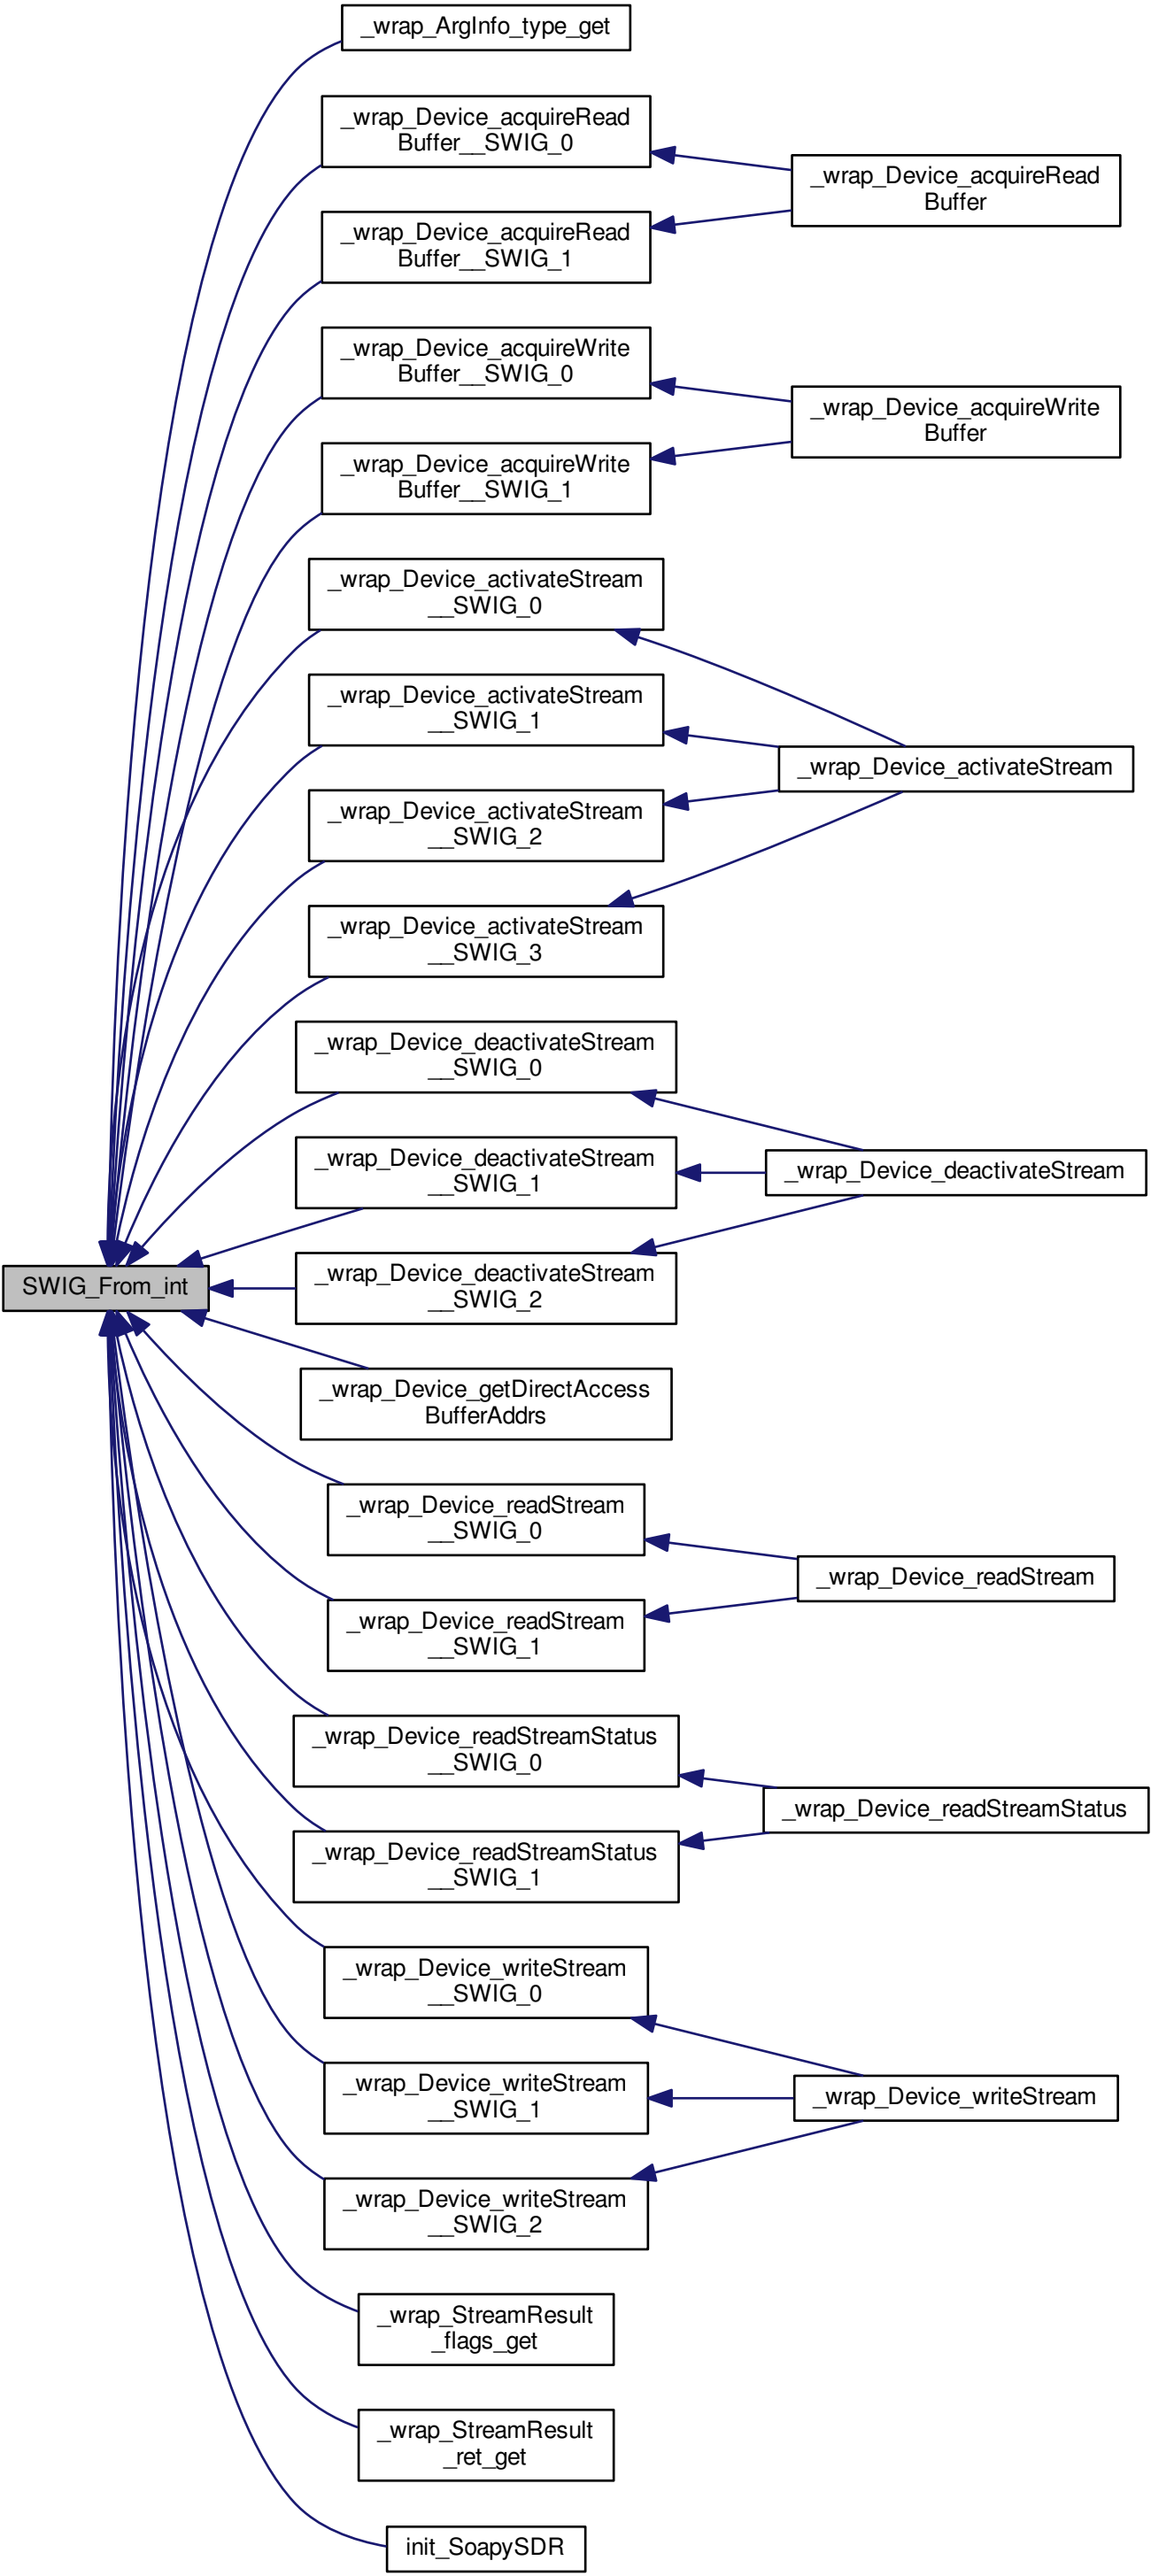 _wrap_ArgInfo_type_get
_wrap_Device_acquireRead
Buffer__SWIG_0
_wrap_Device_acquireRead
Buffer
_wrap_Device_acquireRead
Buffer__SWIG_1
_wrap_Device_acquireWrite
Buffer__SWIG_0
_wrap_Device_acquireWrite
Buffer
_wrap_Device_acquireWrite
Buffer__SWIG_1
_wrap_Device_activateStream
__SWIG_0
_wrap_Device_activateStream
__SWIG_1
_wrap_Device_activateStream
_wrap_Device_activateStream
__SWIG_2
_wrap_Device_activateStream
__SWIG_3
_wrap_Device_deactivateStream
__SWIG_0
_wrap_Device_deactivateStream
__SWIG_1
_wrap_Device_deactivateStream
SWIG_From_int
_wrap_Device_deactivateStream
__SWIG_2
_wrap_Device_getDirectAccess
BufferAddrs
_wrap_Device_readStream
__SWIG_0
_wrap_Device_readStream
_wrap_Device_readStream
__SWIG_1
_wrap_Device_readStreamStatus
__SWIG_0
_wrap_Device_readStreamStatus
_wrap_Device_readStreamStatus
__SWIG_1
_wrap_Device_writeStream
__SWIG_0
_wrap_Device_writeStream
__SWIG_1
_wrap_Device_writeStream
_wrap_Device_writeStream
__SWIG_2
_wrap_StreamResult
_flags_get
_wrap_StreamResult
_ret_get
init_SoapySDR